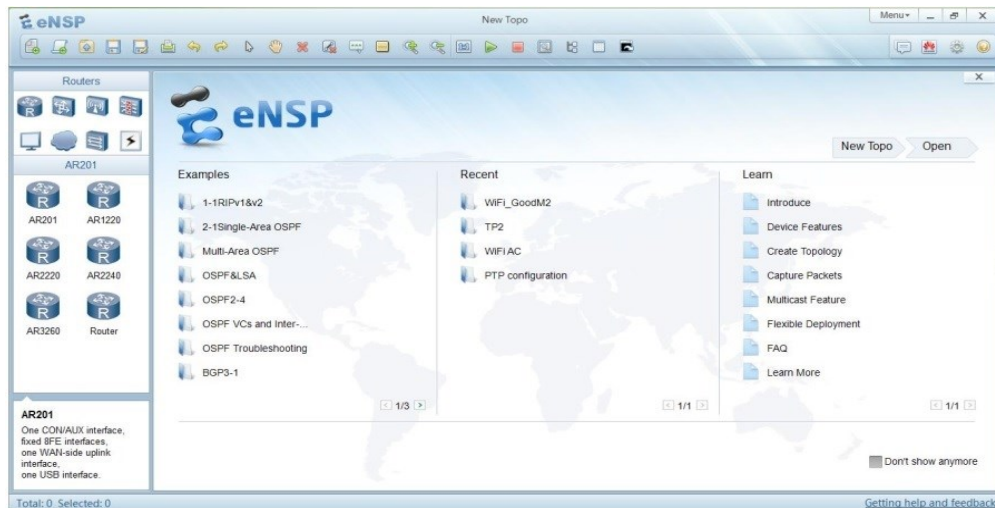 eNSP
New Topo
Menu
Routers
AR201
AR201
AR1220
AR2220
AR2240
AR3260
Router
AR201
One CON/AUX interface,
fixed 8FE interfaces,
one WAN-side uplink
interface,
one USB interface.
eNSP
New Topo
Open
Examples
1-1RIPv1&v2
2-1Single-Area OSPF
Multi-Area OSPF
OSPF&LSA
OSPF2-4
OSPF VCs and Inter-...
OSPF Troubleshooting
BGP3-1
1/3
Recent
WiFi_GoodM2
TP2
WiFi AC
PTP configuration
1/1
Learn
Introduce
Device Features
Create Topology
Capture Packets
Multicast Feature
Flexible Deployment
FAQ
Learn More
1/1
Don't show anymore
Total: 0 Selected: 0
Getting help and feedback